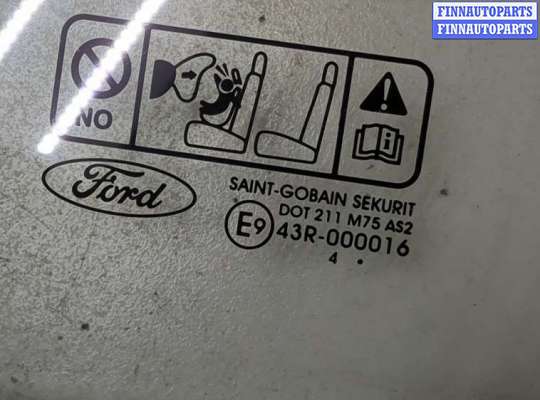 FINNAUTOPARTS
FINNAUTOPARTS
NO
Ford
SAINT-GOBAIN SEKURIT
DOT 211 M75 AS2
E9 43R-000016
4 •